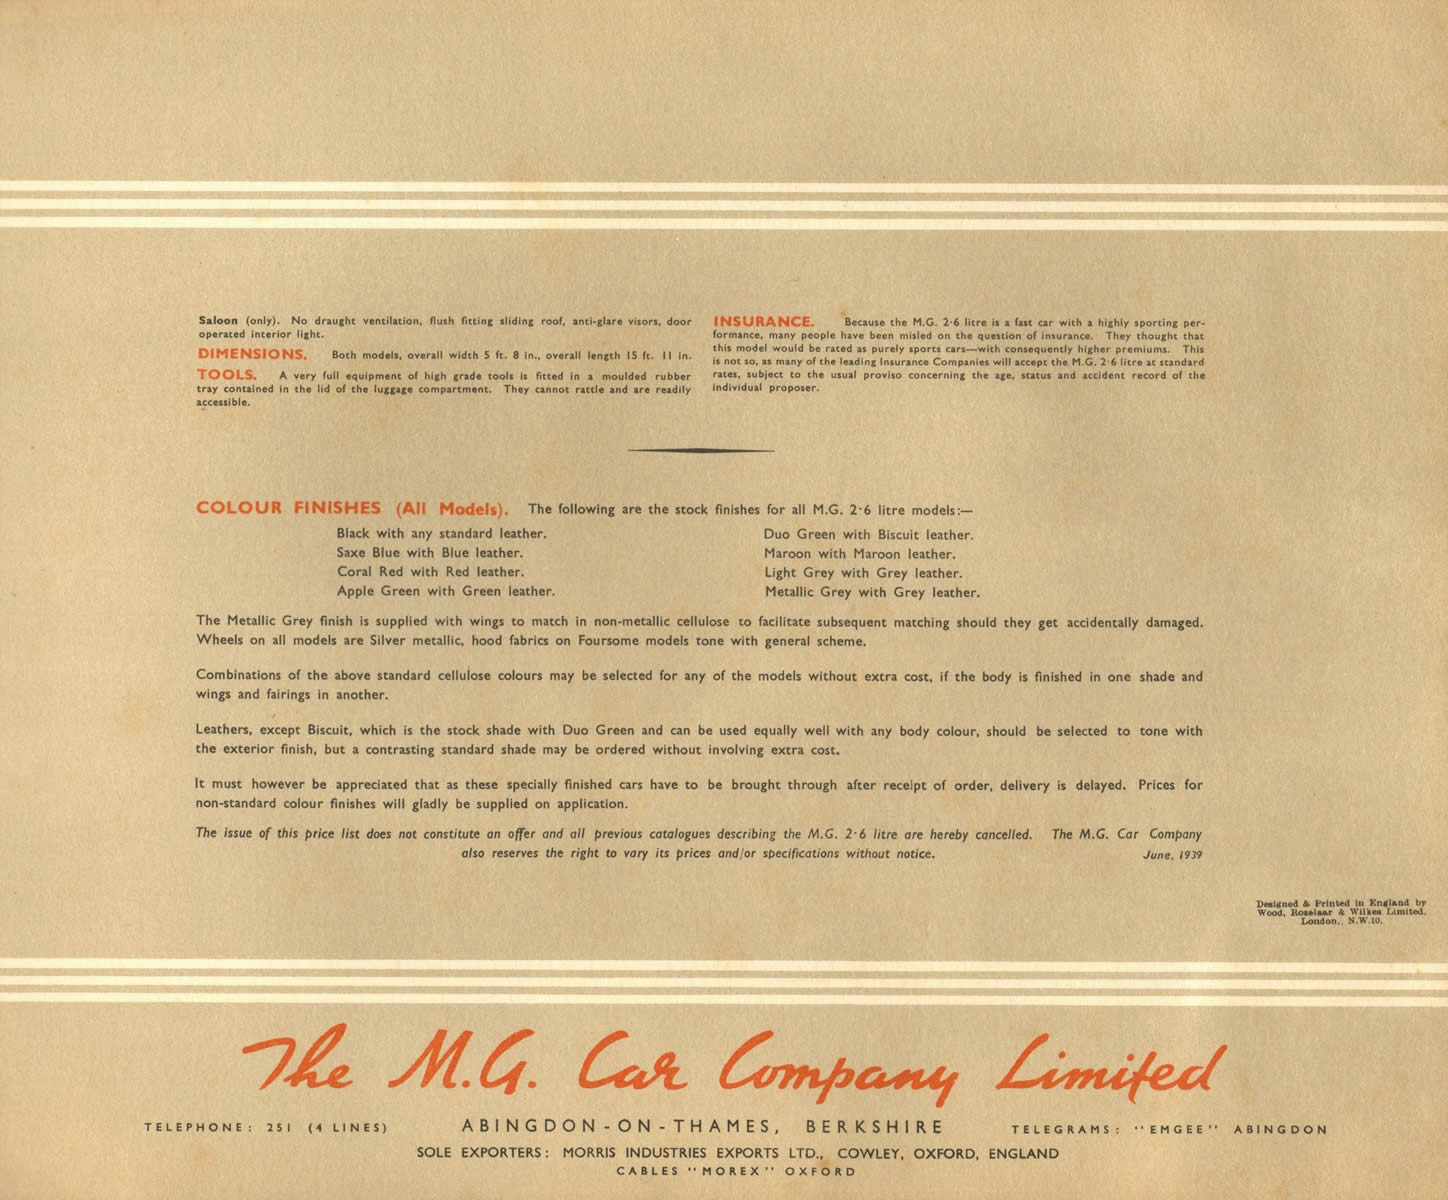 Saloon (only). No draught ventilation, flush fitting sliding roof, anti-glare visors, door
operated interior light.
DIMENSIONS. Both models, overall width 5 ft. 8 in., overall length 15 ft. 11 in.
TOOLS. A very full equipment of high grade tools is fitted in a moulded rubber
tray contained in the lid of the luggage compartment. They cannot rattle and are readily
accessible.
INSURANCE. Because the M.G. 2·6 litre is a fast car with a highly sporting per-
formance, many people have been misled on the question of insurance. They thought that
this model would be rated as purely sports cars—with consequently higher premiums. This
is not so, as many of the leading Insurance Companies will accept the M.G. 2·6 litre at standard
rates, subject to the usual proviso concerning the age, status and accident record of the
individual proposer.
COLOUR FINISHES (All Models). The following are the stock finishes for all M.G. 2·6 litre models:—
Black with any standard leather.
Saxe Blue with Blue leather.
Coral Red with Red leather.
Apple Green with Green leather.
Duo Green with Biscuit leather.
Maroon with Maroon leather.
Light Grey with Grey leather.
Metallic Grey with Grey leather.
The Metallic Grey finish is supplied with wings to match in non-metallic cellulose to facilitate subsequent matching should they get accidentally damaged.
Wheels on all models are Silver metallic, hood fabrics on Foursome models tone with general scheme.
Combinations of the above standard cellulose colours may be selected for any of the models without extra cost, if the body is finished in one shade and
wings and fairings in another.
Leathers, except Biscuit, which is the stock shade with Duo Green and can be used equally well with any body colour, should be selected to tone with
the exterior finish, but a contrasting standard shade may be ordered without involving extra cost.
It must however be appreciated that as these specially finished cars have to be brought through after receipt of order, delivery is delayed. Prices for
non-standard colour finishes will gladly be supplied on application.
The issue of this price list does not constitute an offer and all previous catalogues describing the M.G. 2·6 litre are hereby cancelled. The M.G. Car Company
also reserves the right to vary its prices and/or specifications without notice. June, 1939
Designed & Printed in England by
Wood, Rozelaar & Wilkes Limited.
London,. N.W.10.
The M.G. Car Company Limited
TELEPHONE: 251 (4 LINES) ABINGDON-ON-THAMES, BERKSHIRE TELEGRAMS: "EMGEE" ABINGDON
SOLE EXPORTERS: MORRIS INDUSTRIES EXPORTS LTD., COWLEY, OXFORD, ENGLAND
CABLES "MOREX" OXFORD